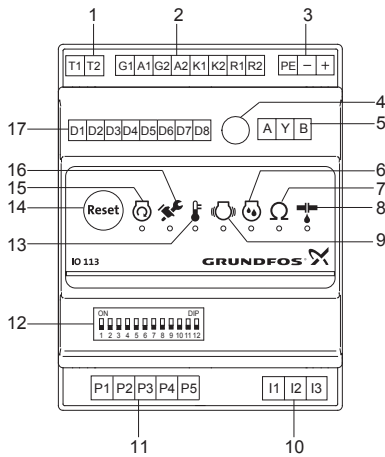 1 2 3
T1 T2 G1 A1 G2 A2 K1 K2 R1 R2 PE − +
4
17 D1 D2 D3 D4 D5 D6 D7 D8 A Y B 5
16 6
15 7
14 Reset Ω 8
13 9
IO 113 GRUNDFOS
ON DIP
12
1 2 3 4 5 6 7 8 9 10 11 12
P1 P2 P3 P4 P5 I1 I2 I3
11 10